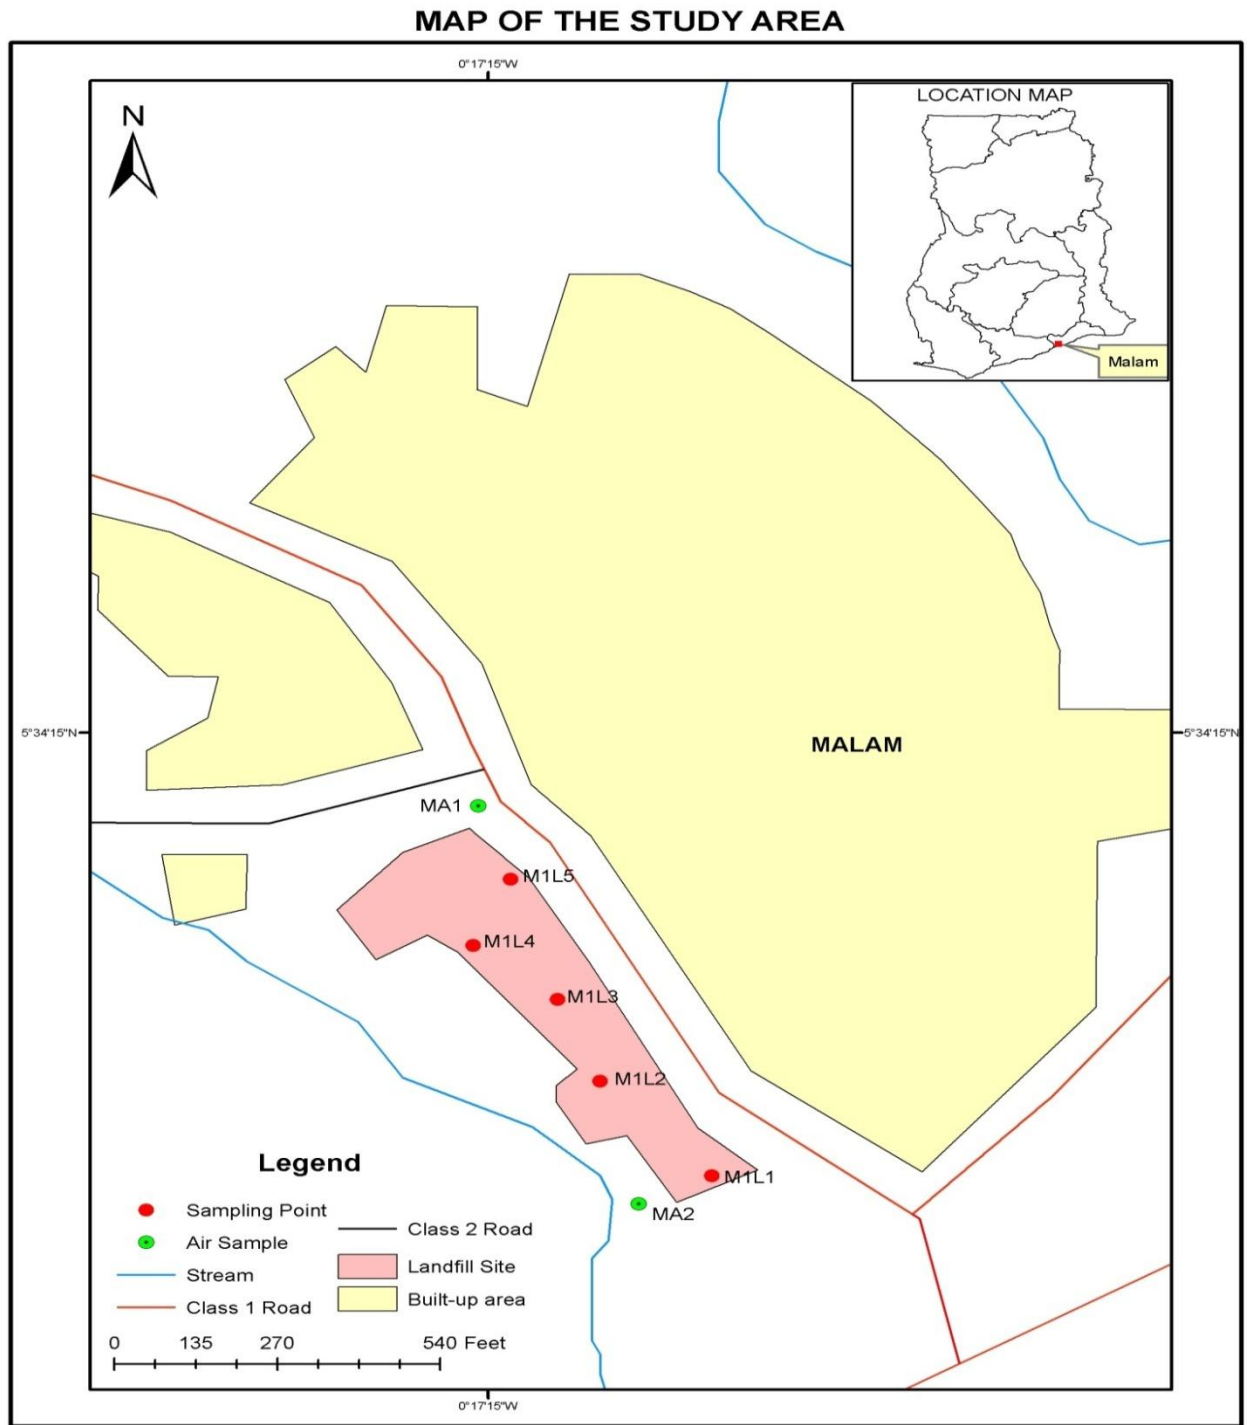 MAP OF THE STUDY AREA
0°17'15"W
N
LOCATION MAP
Malam
5°34'15"N
5°34'15"N
MALAM
MA1
M1L5
M1L4
M1L3
M1L2
M1L1
MA2
Legend
Sampling Point
Air Sample
Stream
Class 1 Road
Class 2 Road
Landfill Site
Built-up area
0 135 270 540 Feet
0°17'15"W